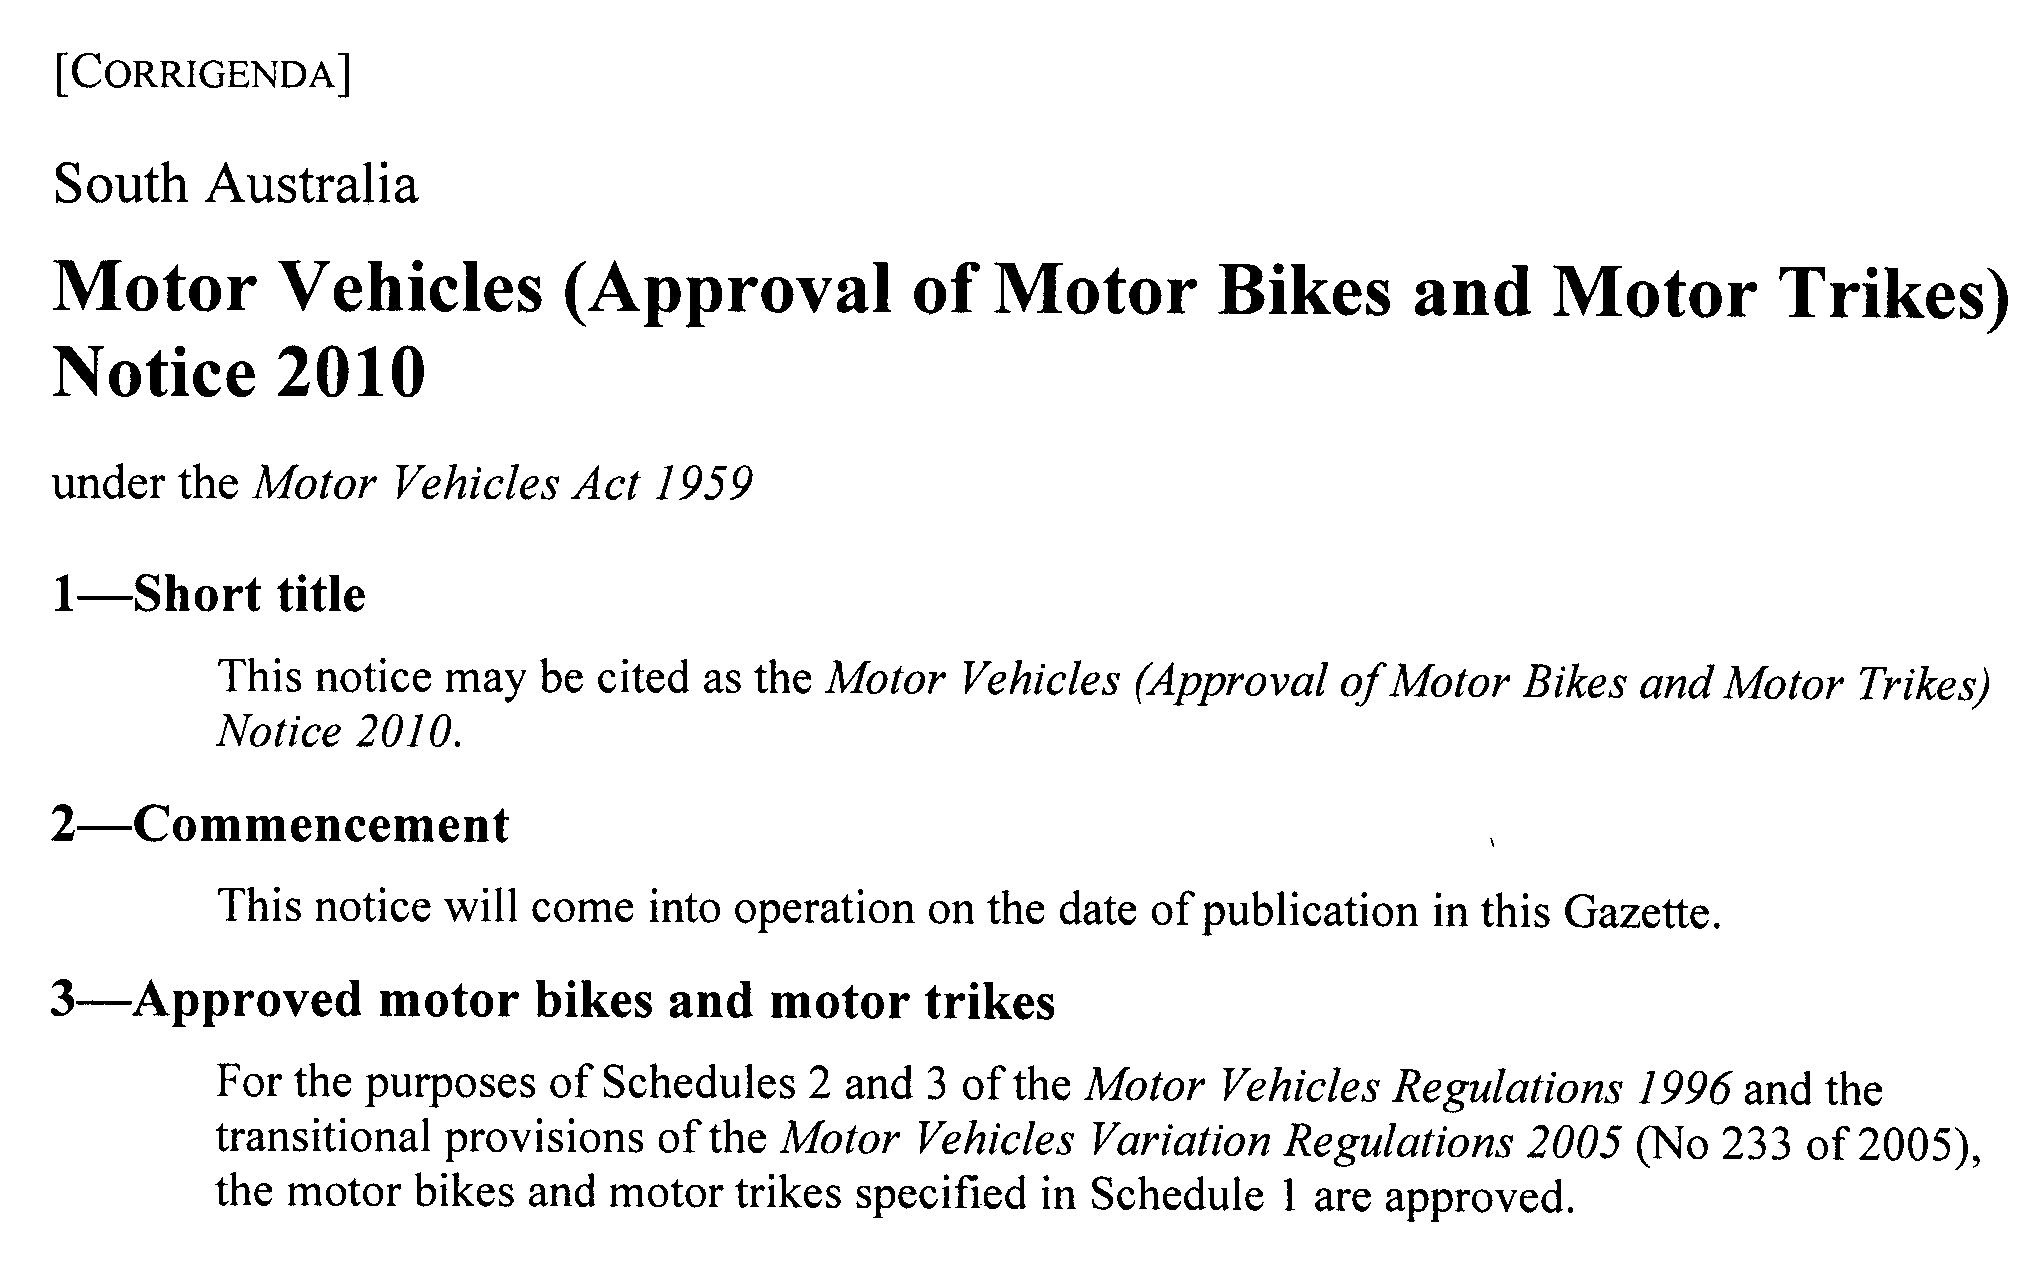 [CORRIGENDA]
South Australia
Motor Vehicles (Approval of Motor Bikes and Motor Trikes)
Notice 2010
under the Motor Vehicles Act 1959
1—Short title
This notice may be cited as the Motor Vehicles (Approval of Motor Bikes and Motor Trikes)
Notice 2010.
2—Commencement
This notice will come into operation on the date of publication in this Gazette.
3—Approved motor bikes and motor trikes
For the purposes of Schedules 2 and 3 of the Motor Vehicles Regulations 1996 and the
transitional provisions of the Motor Vehicles Variation Regulations 2005 (No 233 of 2005),
the motor bikes and motor trikes specified in Schedule 1 are approved.